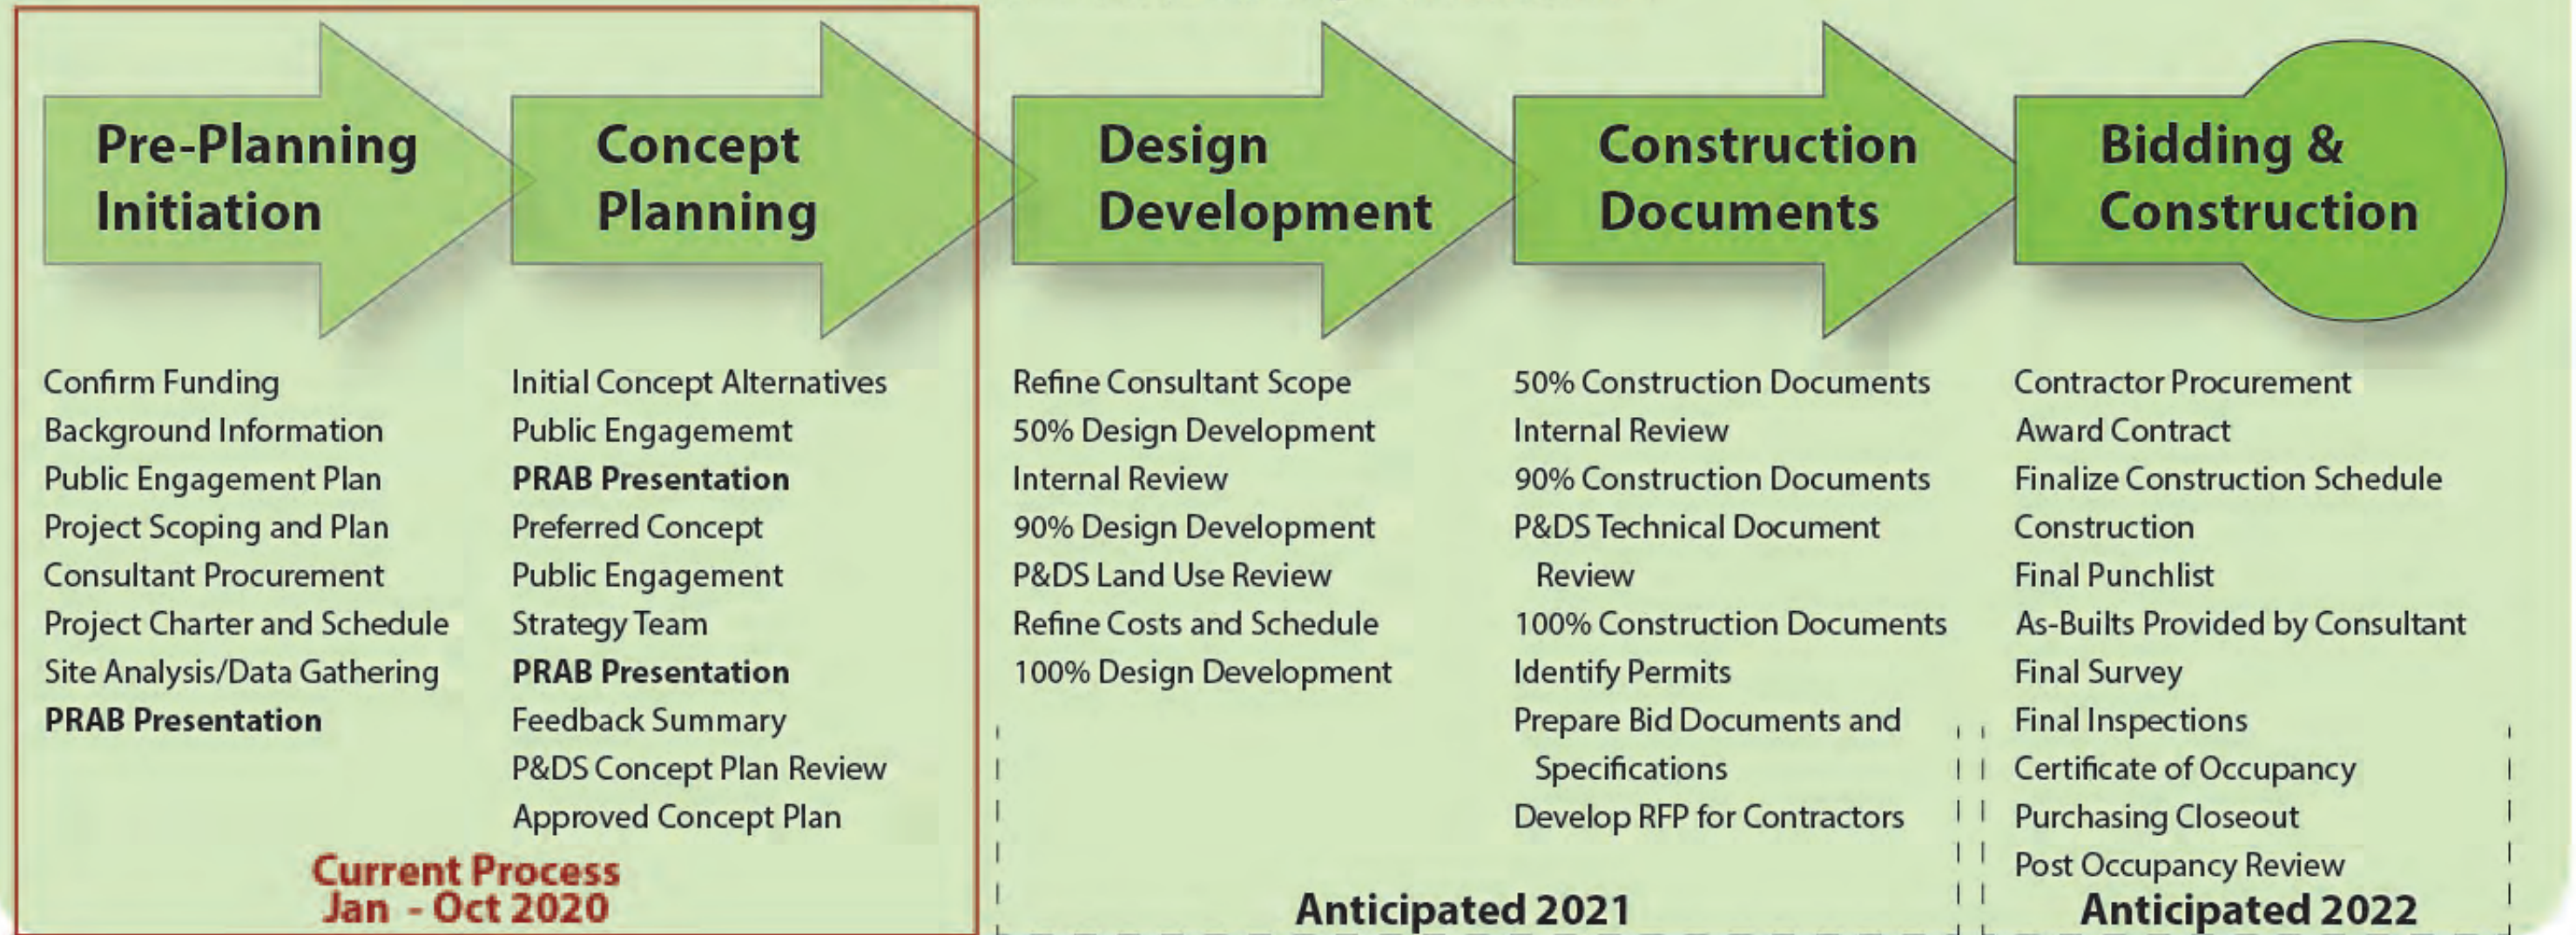 Pre-Planning
Initiation
Concept
Planning
Design
Development
Construction
Documents
Bidding &
Construction
Confirm Funding
Background Information
Public Engagement Plan
Project Scoping and Plan
Consultant Procurement
Project Charter and Schedule
Site Analysis/Data Gathering
PRAB Presentation
Initial Concept Alternatives
Public Engagememt
PRAB Presentation
Preferred Concept
Public Engagement
Strategy Team
PRAB Presentation
Feedback Summary
P&DS Concept Plan Review
Approved Concept Plan
Current Process
Jan - Oct 2020
Refine Consultant Scope
50% Design Development
Internal Review
90% Design Development
P&DS Land Use Review
Refine Costs and Schedule
100% Design Development
50% Construction Documents
Internal Review
90% Construction Documents
P&DS Technical Document
Review
100% Construction Documents
Identify Permits
Prepare Bid Documents and
Specifications
Develop RFP for Contractors
Anticipated 2021
Contractor Procurement
Award Contract
Finalize Construction Schedule
Construction
Final Punchlist
As-Builts Provided by Consultant
Final Survey
Final Inspections
Certificate of Occupancy
Purchasing Closeout
Post Occupancy Review
Anticipated 2022